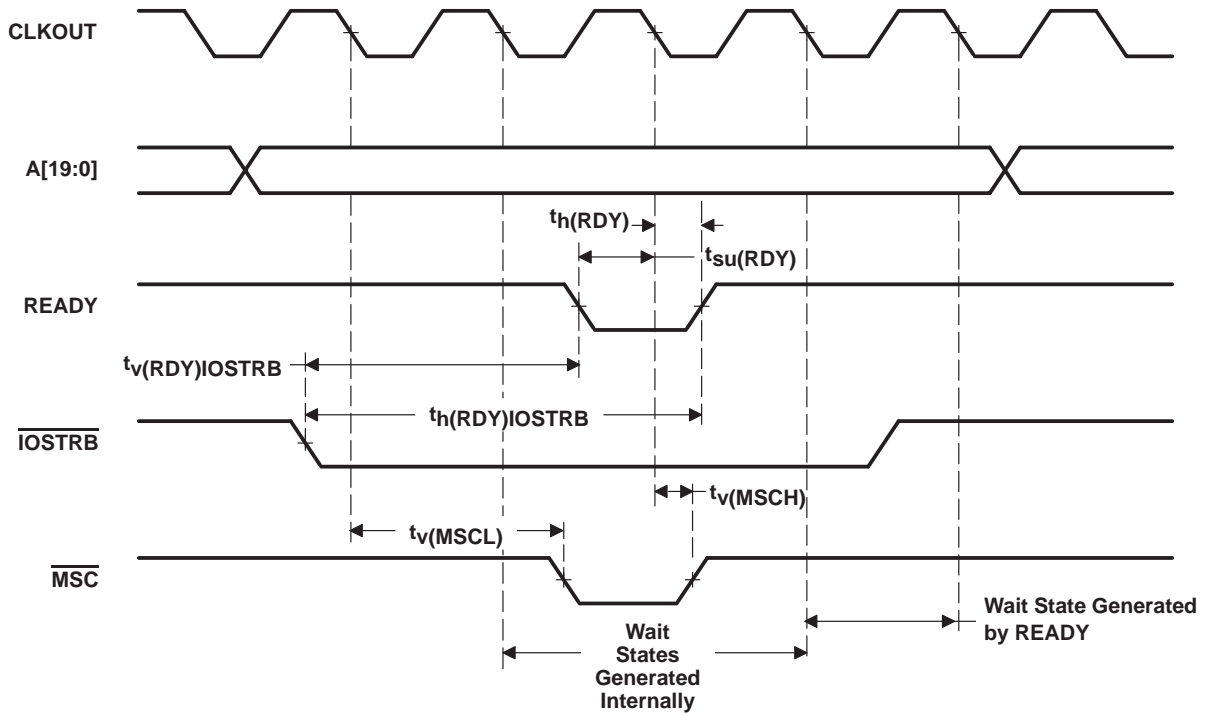 CLKOUT
A[19:0]
th(RDY)
tsu(RDY)
READY
tv(RDY)IOSTRB
th(RDY)IOSTRB
IOSTRB
tv(MSCH)
tv(MSCL)
MSC
Wait State Generated
by READY
Wait
States
Generated
Internally